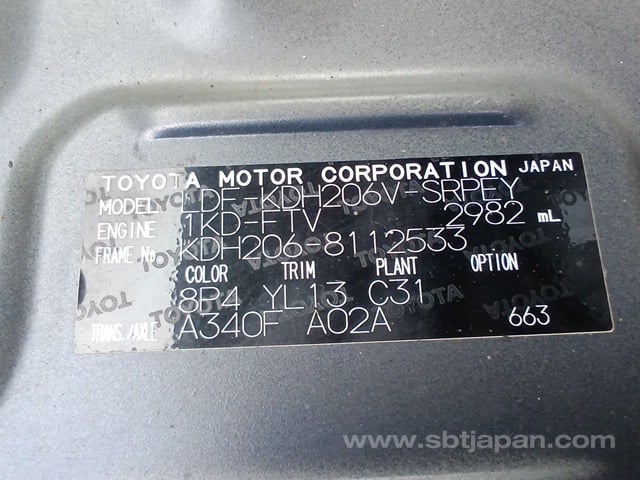 TOYOTA MOTOR CORPORATION JAPAN
MODEL LDF-KDH206V-SRPEY
ENGINE 1KD-FTV 2982 mL
FRAME No. KDH206-8112533
COLOR TRIM PLANT OPTION
8R4 YL13 C31
TRANS./AXLE A340F A02A 663
www.sbtjapan.com